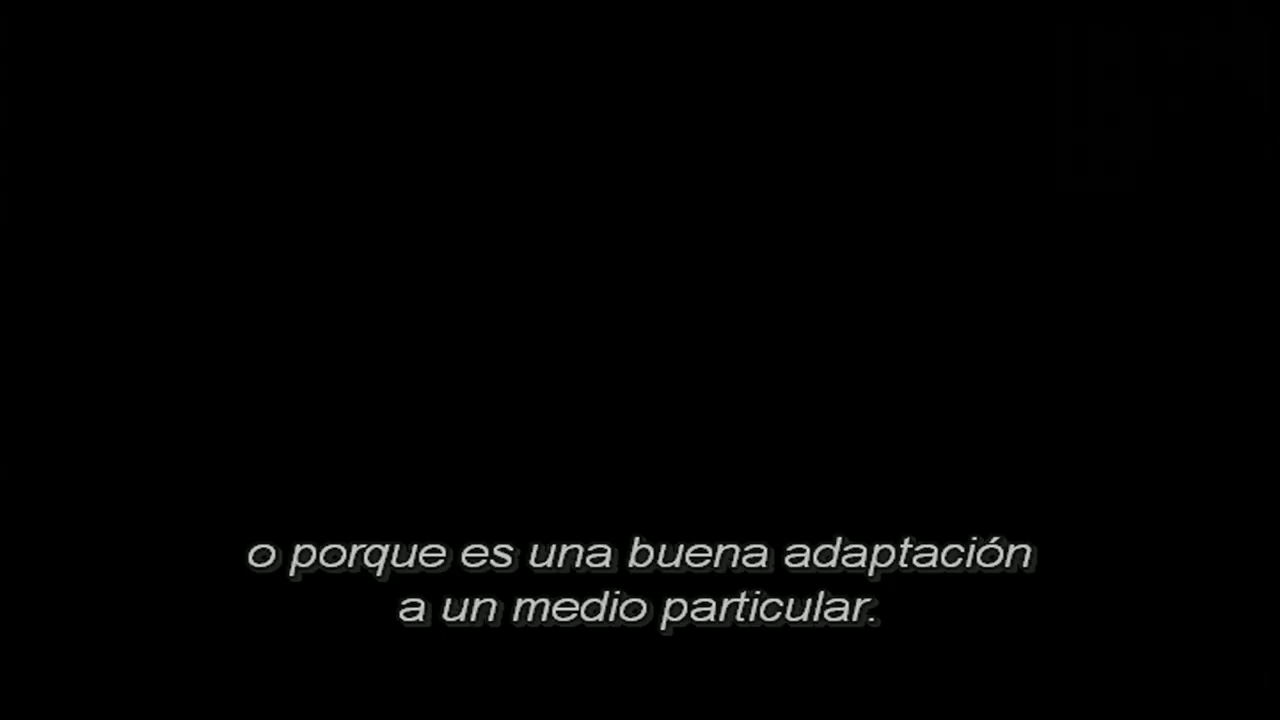 o porque es una buena adaptación
a un medio particular.